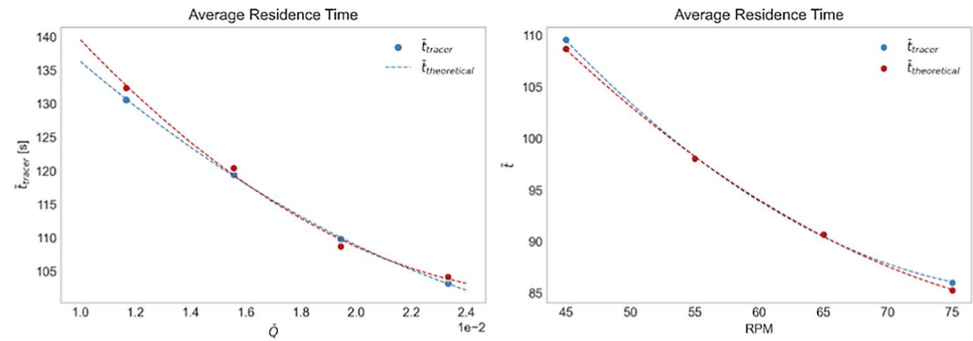 Average Residence Time
t̄tracer
t̄theoretical
140
135
130
125
120
115
110
105
t̄tracer [s]
1.0 1.2 1.4 1.6 1.8 2.0 2.2 2.4
1e−2
Q̂
Average Residence Time
t̄tracer
t̄theoretical
110
105
100
95
90
85
t̄
45 50 55 60 65 70 75
RPM